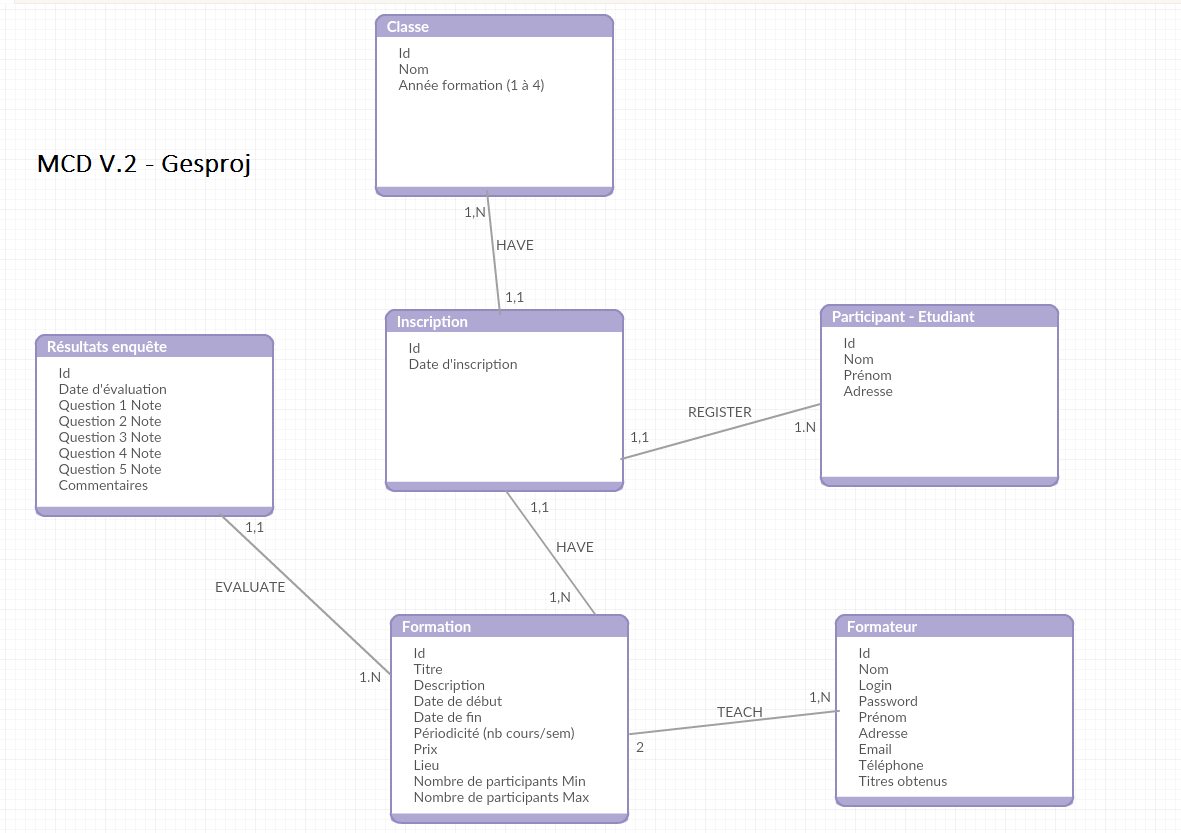 Classe
Id
Nom
Année formation (1 à 4)
MCD V.2 - Gesproj
1,N
HAVE
1,1
Inscription
Id
Date d'inscription
Participant - Etudiant
Id
Nom
Prénom
Adresse
Résultats enquête
Id
Date d'évaluation
Question 1 Note
Question 2 Note
Question 3 Note
Question 4 Note
Question 5 Note
Commentaires
REGISTER
1.N
1,1
1,1
HAVE
1,N
1,1
EVALUATE
1.N
Formation
Id
Titre
Description
Date de début
Date de fin
Périodicité (nb cours/sem)
Prix
Lieu
Nombre de participants Min
Nombre de participants Max
1,N
TEACH
2
Formateur
Id
Nom
Login
Password
Prénom
Adresse
Email
Téléphone
Titres obtenus